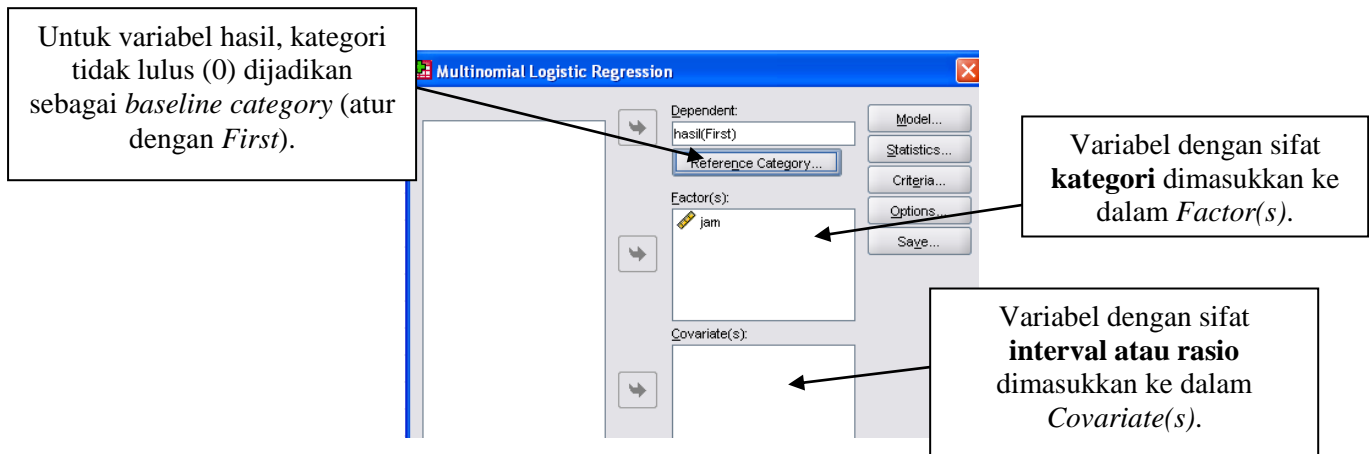 Untuk variabel hasil, kategori
tidak lulus (0) dijadikan
sebagai baseline category (atur
dengan First).
Multinomial Logistic Regression
Dependent:
hasil(First)
Reference Category...
Factor(s):
jam
Covariate(s):
Model...
Statistics...
Criteria...
Options...
Save...
Variabel dengan sifat
kategori dimasukkan ke
dalam Factor(s).
Variabel dengan sifat
interval atau rasio
dimasukkan ke dalam
Covariate(s).